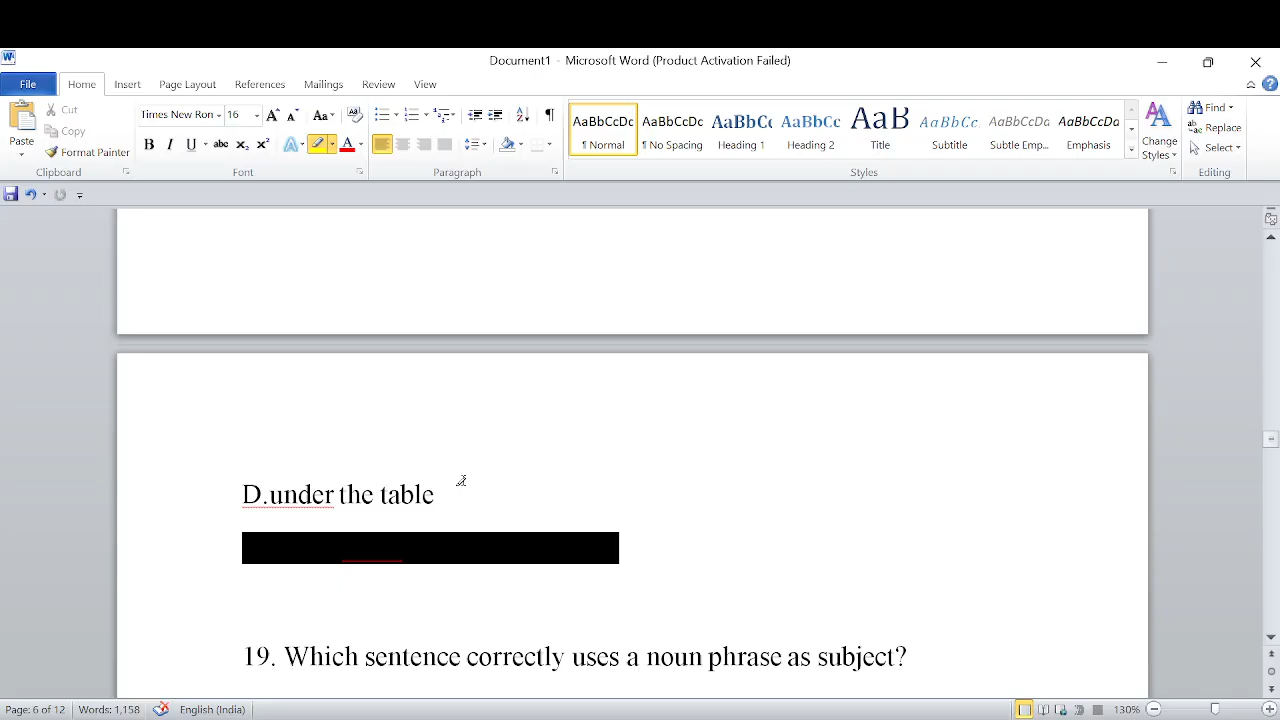 Document1 - Microsoft Word (Product Activation Failed)
File Home Insert Page Layout References Mailings Review View
Paste
Cut
Copy
Format Painter
Clipboard
Times New Ron 16
Font
Paragraph
AaBbCcDc AaBbCcDc AaBbCc AaBbCc AaB AaBbCc. AaBbCcDc AaBbCcDc
¶ Normal ¶ No Spacing Heading 1 Heading 2 Title Subtitle Subtle Emp... Emphasis
Change
Styles
Styles
Find
Replace
Select
Editing
D.under the table
19. Which sentence correctly uses a noun phrase as subject?
Page: 6 of 12 Words: 1,158 English (India) 130%